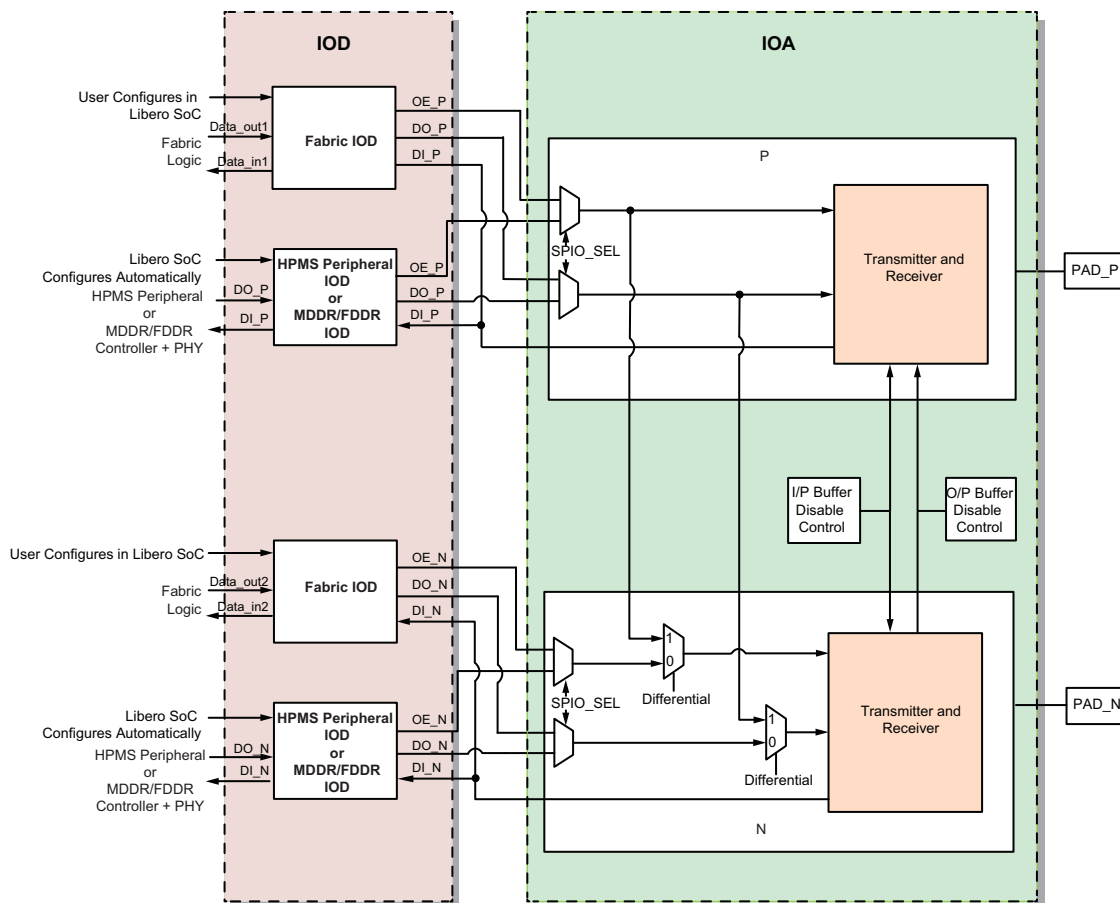 IOD
IOA
User Configures in
Libero SoC
Data_out1
Fabric
Logic
Data_in1
Fabric IOD
OE_P
DO_P
DI_P
P
SPIO_SEL
Transmitter and
Receiver
PAD_P
Libero SoC
Configures Automatically
HPMS Peripheral
or
MDDR/FDDR
Controller + PHY
DO_P
DI_P
HPMS Peripheral
IOD
or
MDDR/FDDR
IOD
OE_P
DO_P
DI_P
I/P Buffer
Disable
Control
O/P Buffer
Disable
Control
User Configures in Libero SoC
Data_out2
Fabric
Logic
Data_in2
Fabric IOD
OE_N
DO_N
DI_N
1
0
Differential
SPIO_SEL
1
0
Differential
Transmitter and
Receiver
PAD_N
Libero SoC
Configures Automatically
HPMS Peripheral
or
MDDR/FDDR
Controller + PHY
DO_N
DI_N
HPMS Peripheral
IOD
or
MDDR/FDDR
IOD
OE_N
DO_N
DI_N
N